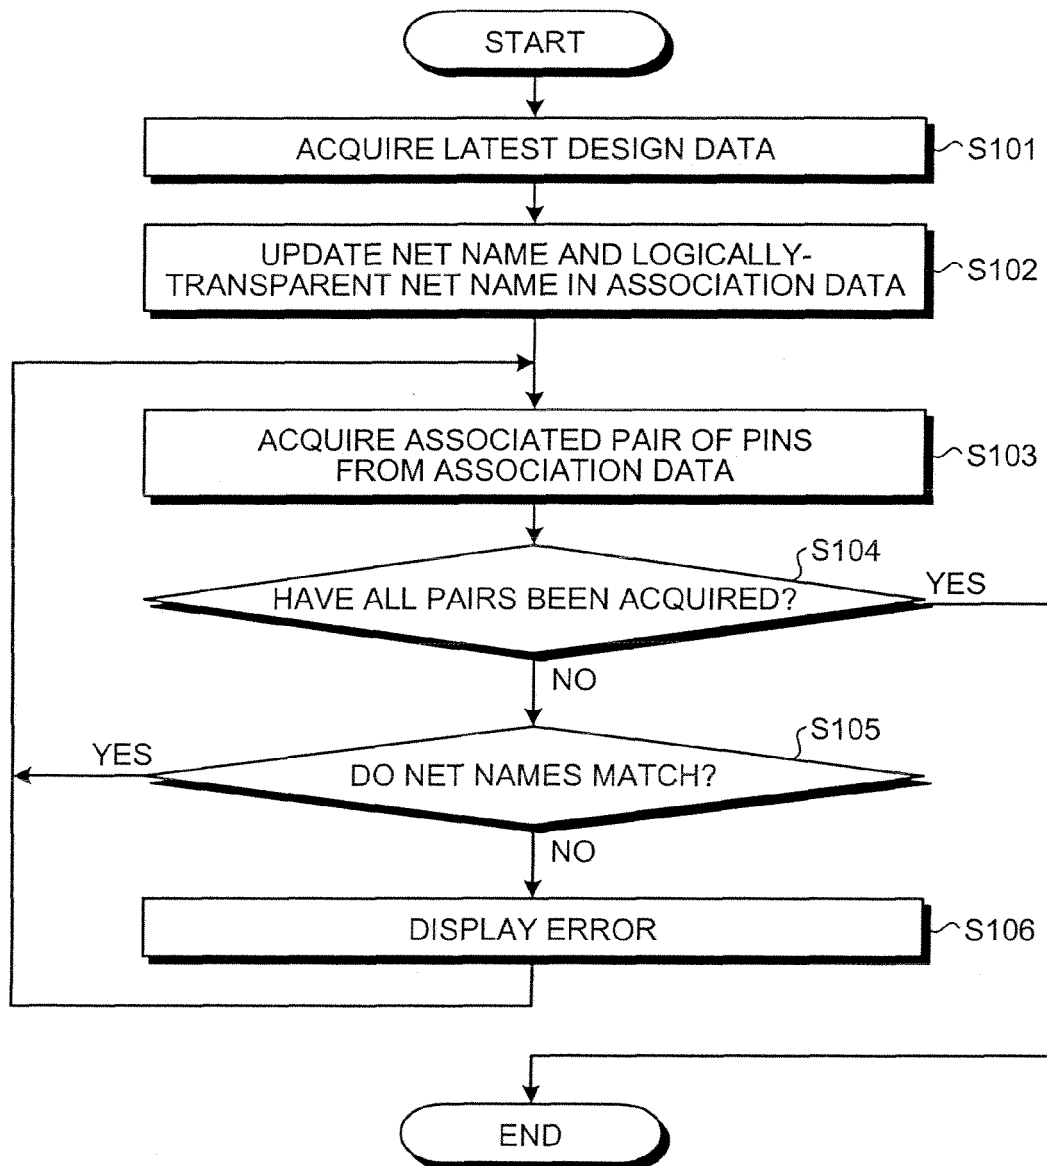 START
ACQUIRE LATEST DESIGN DATA
S101
UPDATE NET NAME AND LOGICALLY-
TRANSPARENT NET NAME IN ASSOCIATION DATA
S102
ACQUIRE ASSOCIATED PAIR OF PINS
FROM ASSOCIATION DATA
S103
S104
HAVE ALL PAIRS BEEN ACQUIRED?
YES
NO
S105
YES
DO NET NAMES MATCH?
NO
DISPLAY ERROR
S106
END